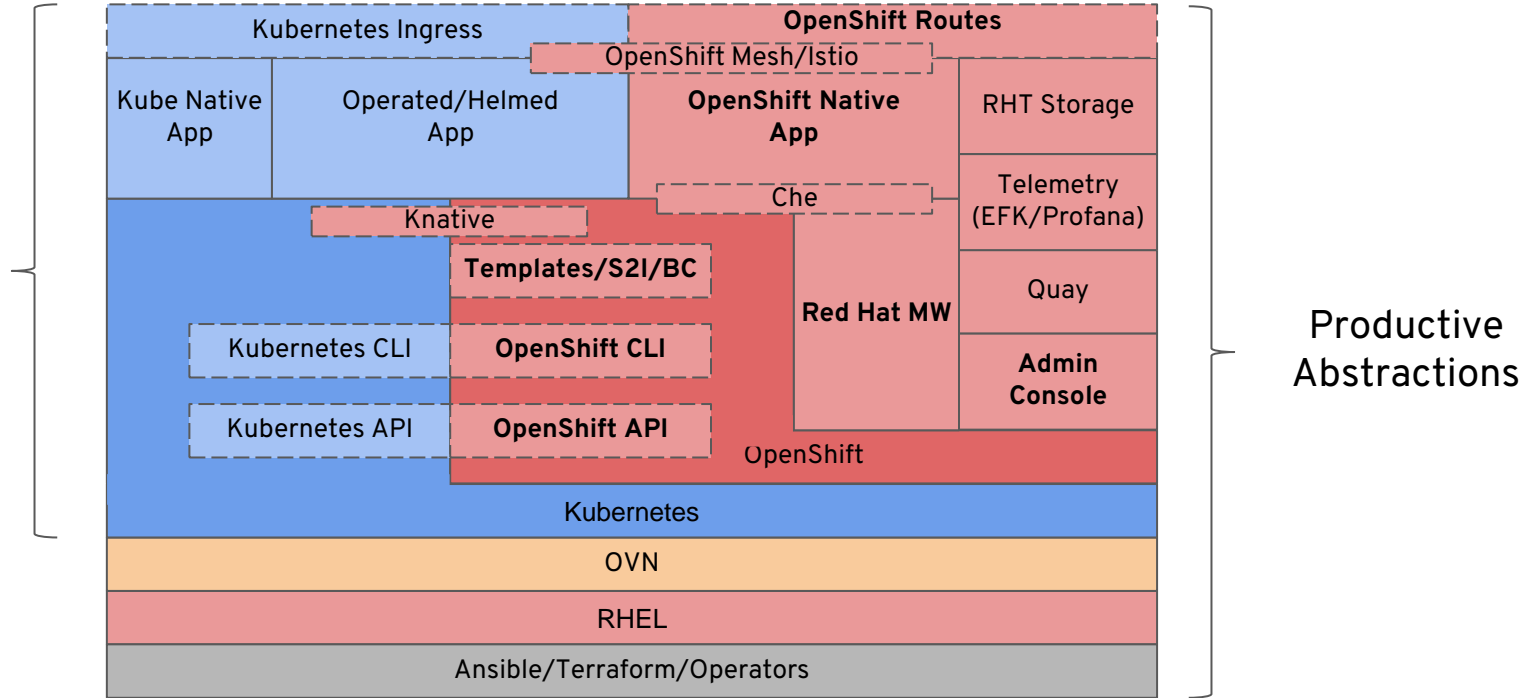 Kubernetes Ingress
OpenShift Routes
OpenShift Mesh/Istio
Kube Native
App
Operated/Helmed
App
OpenShift Native
App
RHT Storage
Che
Telemetry
(EFK/Profana)
Knative
Templates/S2I/BC
Quay
Red Hat MW
Kubernetes CLI
OpenShift CLI
Admin
Console
Kubernetes API
OpenShift API
OpenShift
Kubernetes
OVN
RHEL
Ansible/Terraform/Operators
Productive
Abstractions